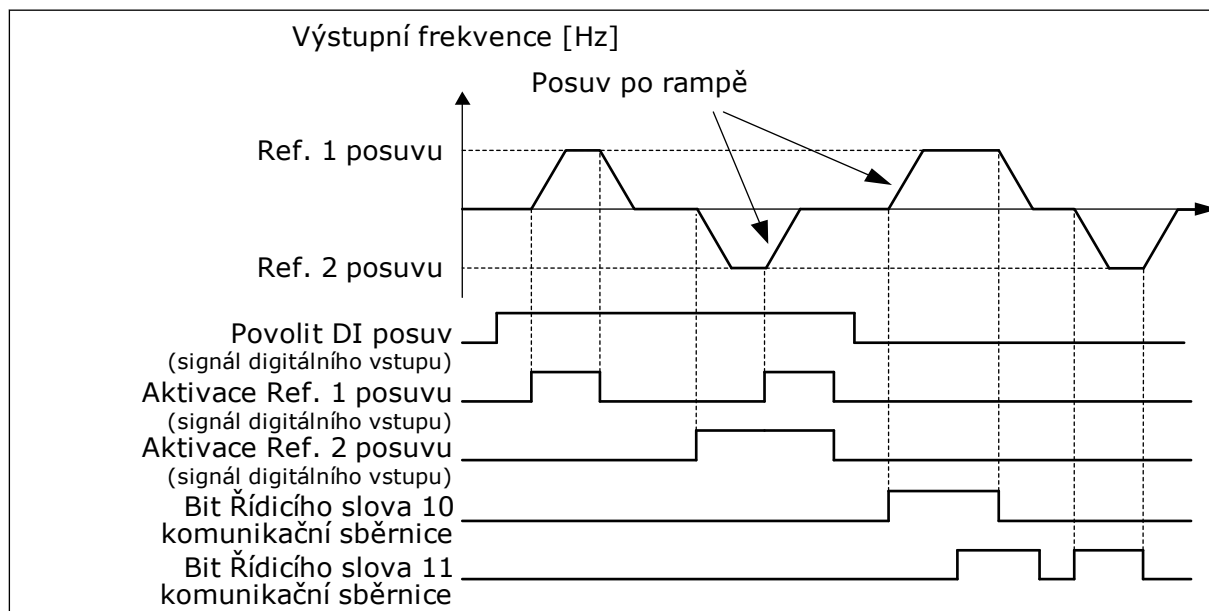 Výstupní frekvence [Hz]
Posuv po rampě
Ref. 1 posuvu
Ref. 2 posuvu
Povolit DI posuv
(signál digitálního vstupu)
Aktivace Ref. 1 posuvu
(signál digitálního vstupu)
Aktivace Ref. 2 posuvu
(signál digitálního vstupu)
Bit Řídicího slova 10
komunikační sběrnice
Bit Řídicího slova 11
komunikační sběrnice